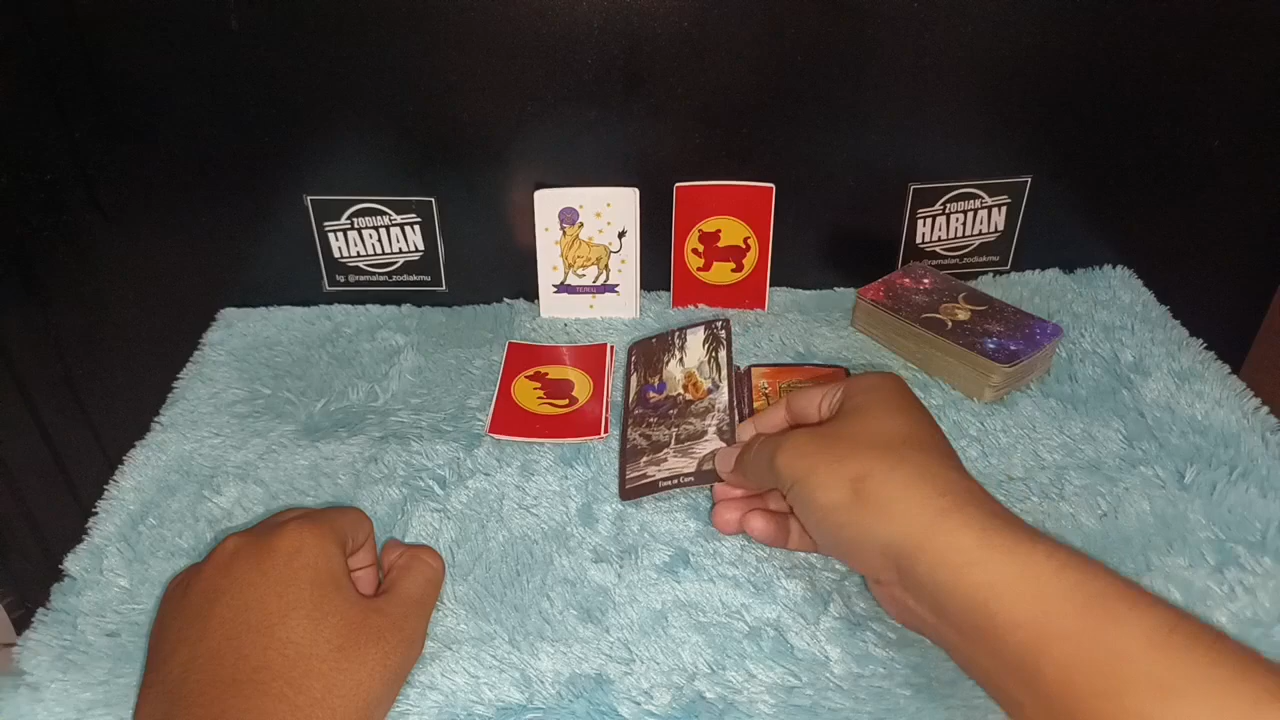 ZODIAK
HARIAN
Ig: @ramalan_zodiakmu
ТЕЛЕЦ
ZODIAK
HARIAN
Ig: @ramalan_zodiakmu
Four of Cups